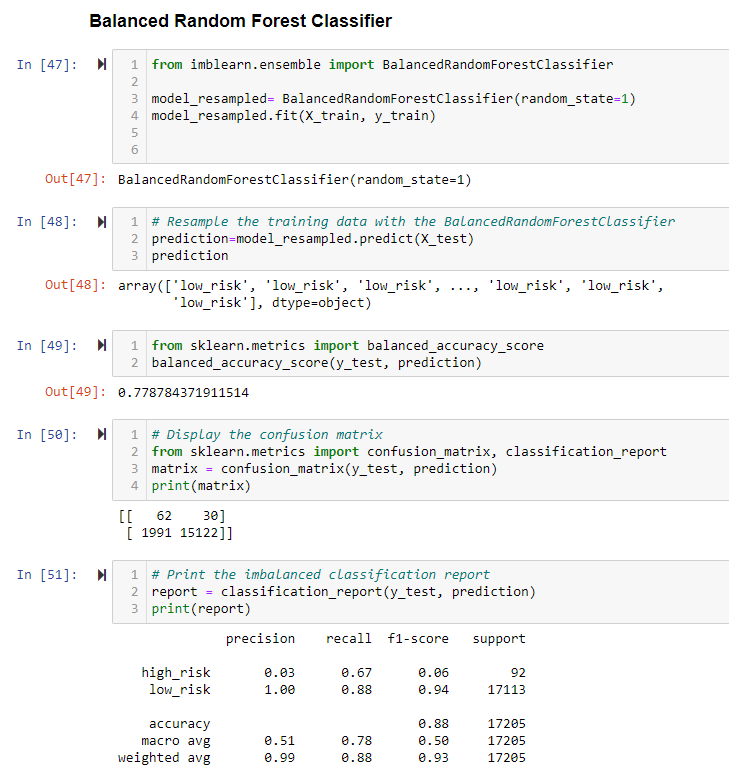 Balanced Random Forest Classifier
In [47]:
1 from imblearn.ensemble import BalancedRandomForestClassifier
2
3 model_resampled= BalancedRandomForestClassifier(random_state=1)
4 model_resampled.fit(X_train, y_train)
5
6
Out[47]: BalancedRandomForestClassifier(random_state=1)
In [48]:
1 # Resample the training data with the BalancedRandomForestClassifier
2 prediction=model_resampled.predict(X_test)
3 prediction
Out[48]: array(['low_risk', 'low_risk', 'low_risk', ..., 'low_risk', 'low_risk',
'low_risk'], dtype=object)
In [49]:
1 from sklearn.metrics import balanced_accuracy_score
2 balanced_accuracy_score(y_test, prediction)
Out[49]: 0.778784371911514
In [50]:
1 # Display the confusion matrix
2 from sklearn.metrics import confusion_matrix, classification_report
3 matrix = confusion_matrix(y_test, prediction)
4 print(matrix)
[[   62    30]
[ 1991 15122]]
In [51]:
1 # Print the imbalanced classification report
2 report = classification_report(y_test, prediction)
3 print(report)
precision    recall  f1-score   support
high_risk       0.03      0.67      0.06        92
low_risk       1.00      0.88      0.94     17113
accuracy                           0.88     17205
macro avg       0.51      0.78      0.50     17205
weighted avg       0.99      0.88      0.93     17205